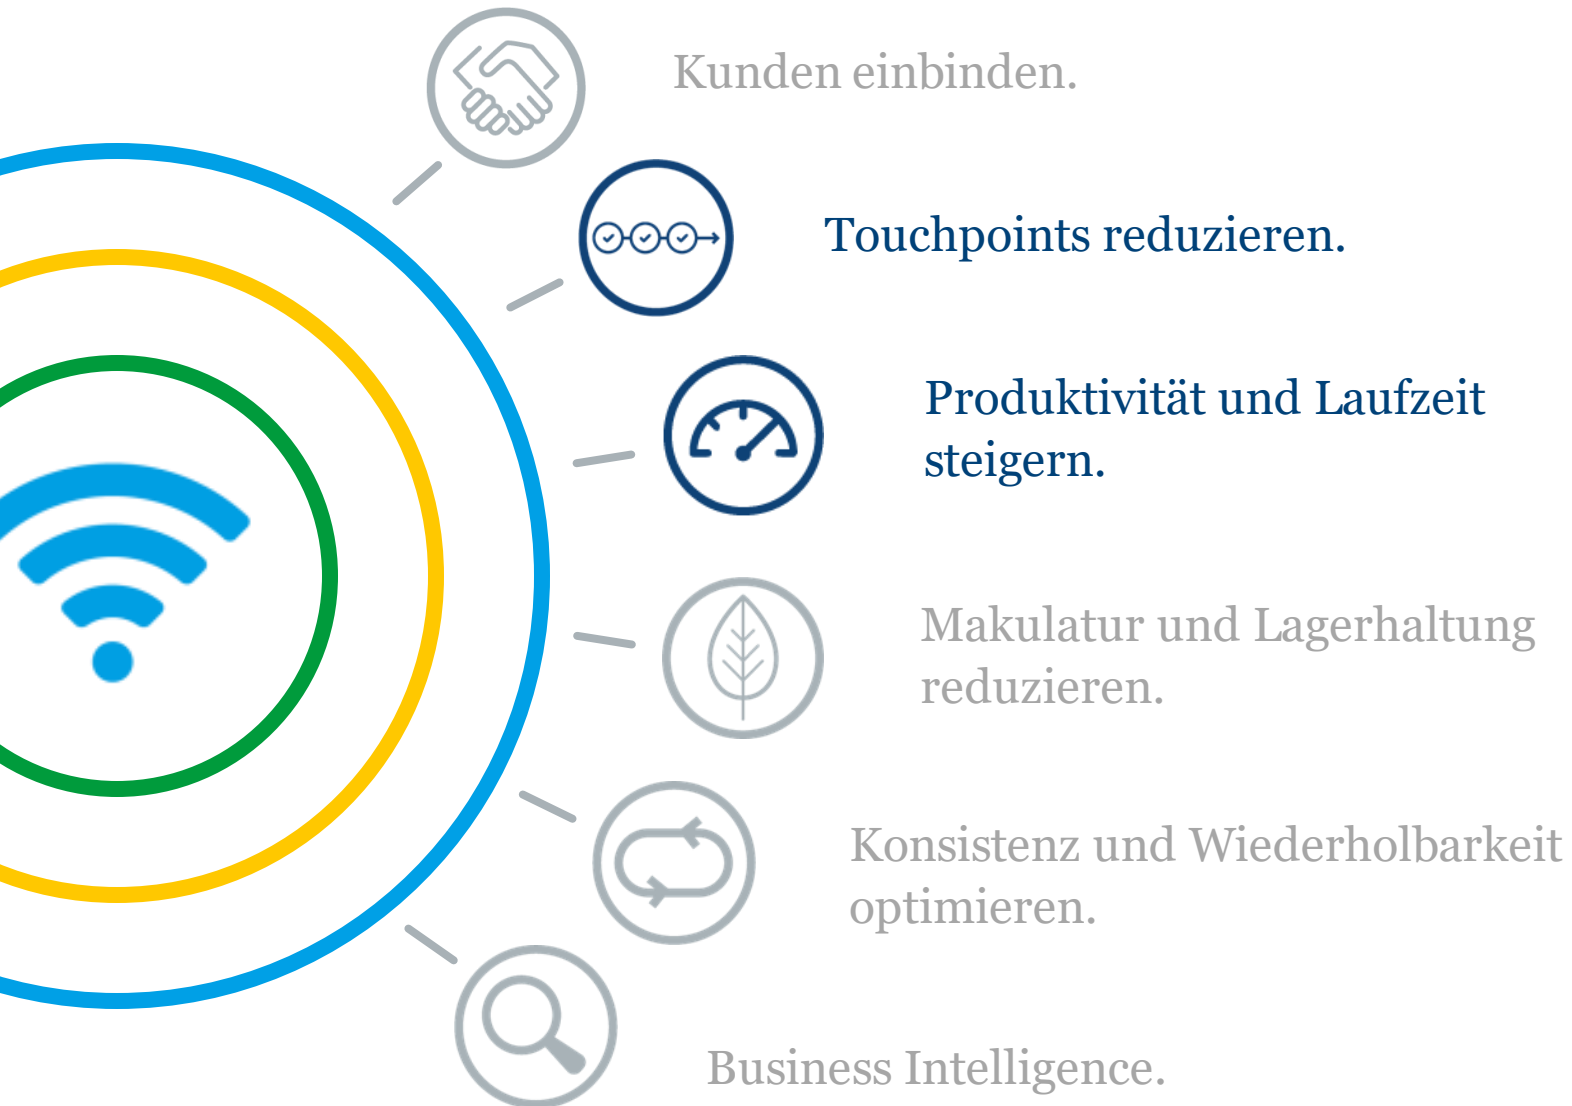 Kunden einbinden.
Touchpoints reduzieren.
Produktivität und Laufzeit
steigern.
Makulatur und Lagerhaltung
reduzieren.
Konsistenz und Wiederholbarkeit
optimieren.
Business Intelligence.